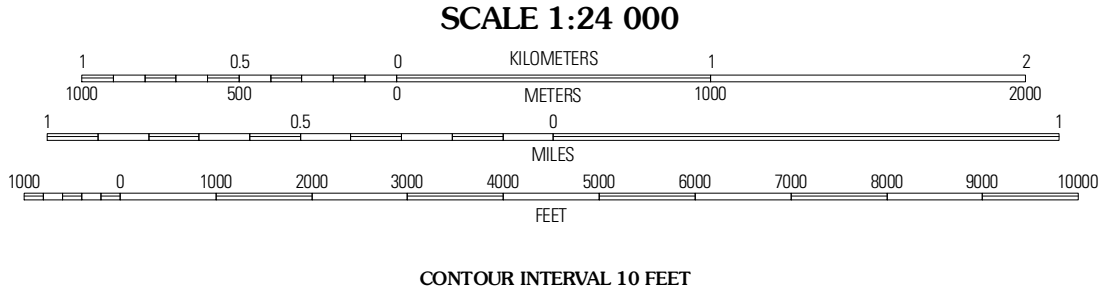 SCALE 1:24 000
1 0.5 0 KILOMETERS 1 2
1000 500 0 METERS 1000 2000
1 0.5 0 1
MILES
1000 0 1000 2000 3000 4000 5000 6000 7000 8000 9000 10000
FEET
CONTOUR INTERVAL 10 FEET